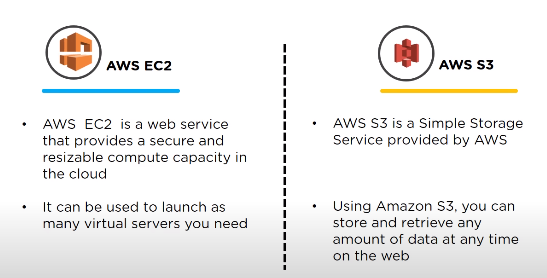 AWS EC2
• AWS EC2 is a web service
that provides a secure and
resizable compute capacity in
the cloud
• It can be used to launch as
many virtual servers you need
AWS S3
• AWS S3 is a Simple Storage
Service provided by AWS
• Using Amazon S3, you can
store and retrieve any
amount of data at any time
on the web